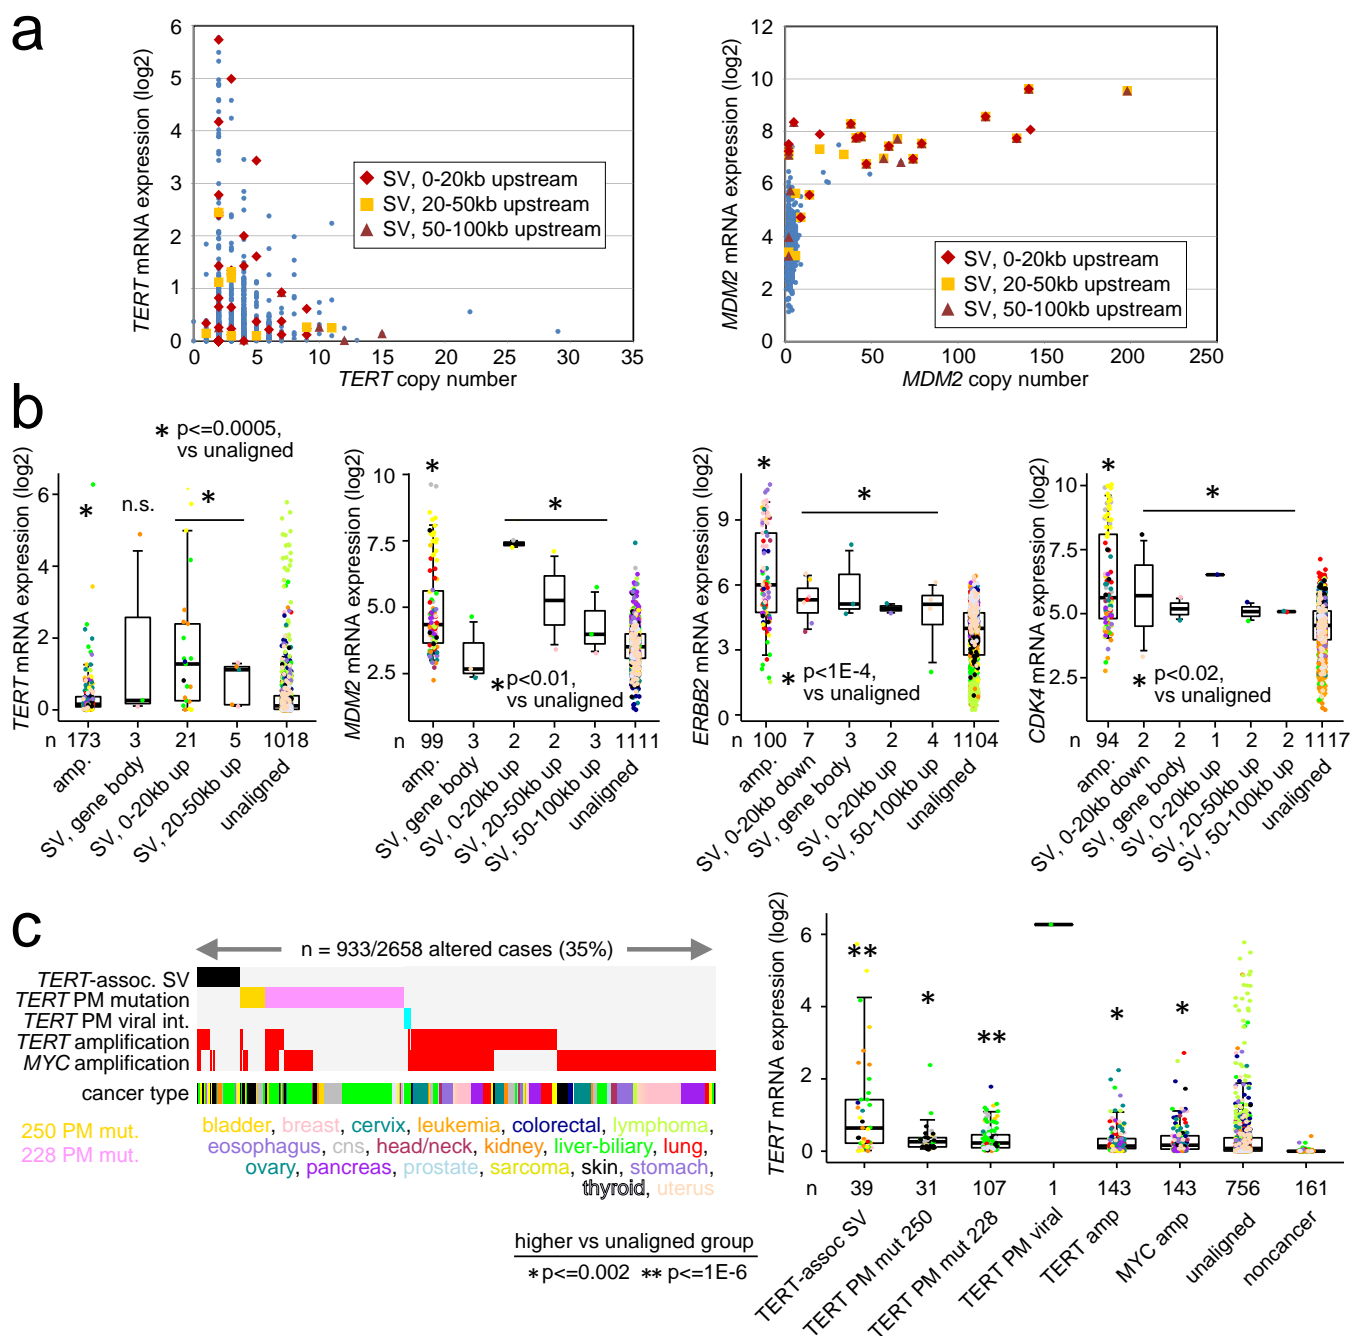 a
TERT mRNA expression (log2)
6
5
4
3
2
1
0
SV, 0-20kb upstream
SV, 20-50kb upstream
SV, 50-100kb upstream
0 5 10 15 20 25 30 35
TERT copy number
MDM2 mRNA expression (log2)
12
10
8
6
4
2
0
SV, 0-20kb upstream
SV, 20-50kb upstream
SV, 50-100kb upstream
0 50 100 150 200 250
MDM2 copy number
b
* p<=0.0005,
vs unaligned
TERT mRNA expression (log2)
6
4
2
0
*
n.s.
*
n 173 3 21 5 1018
amp.
SV, gene body
SV, 0-20kb up
SV, 20-50kb up
unaligned
MDM2 mRNA expression (log2)
10
7.5
5.0
2.5
*
*
* p<0.01,
vs unaligned
n 99 3 2 2 3 1111
amp.
SV, gene body
SV, 0-20kb up
SV, 20-50kb up
SV, 50-100kb up
unaligned
ERBB2 mRNA expression (log2)
9
6
3
0
*
*
* p<1E-4,
vs unaligned
n 100 7 3 2 4 1104
amp.
SV, 0-20kb down
SV, gene body
SV, 0-20kb up
SV, 50-100kb up
unaligned
CDK4 mRNA expression (log2)
10
7.5
5.0
2.5
*
*
* p<0.02,
vs unaligned
n 94 2 2 1 2 2 1117
amp.
SV, 0-20kb down
SV, gene body
SV, 0-20kb up
SV, 20-50kb up
SV, 50-100kb up
unaligned
c
n = 933/2658 altered cases (35%)
TERT-assoc. SV
TERT PM mutation
TERT PM viral int.
TERT amplification
MYC amplification
cancer type
250 PM mut.
228 PM mut.
bladder, breast, cervix, leukemia, colorectal, lymphoma,
eosophagus, cns, head/neck, kidney, liver-biliary, lung,
ovary, pancreas, prostate, sarcoma, skin, stomach,
thyroid, uterus
higher vs unaligned group
*p<=0.002 ** p<=1E-6
TERT mRNA expression (log2)
6
4
2
0
**
*
**
*
*
n 39 31 107 1 143 143 756 161
TERT-assoc SV
TERT PM mut 250
TERT PM mut 228
TERT PM viral
TERT amp
MYC amp
unaligned
noncancer